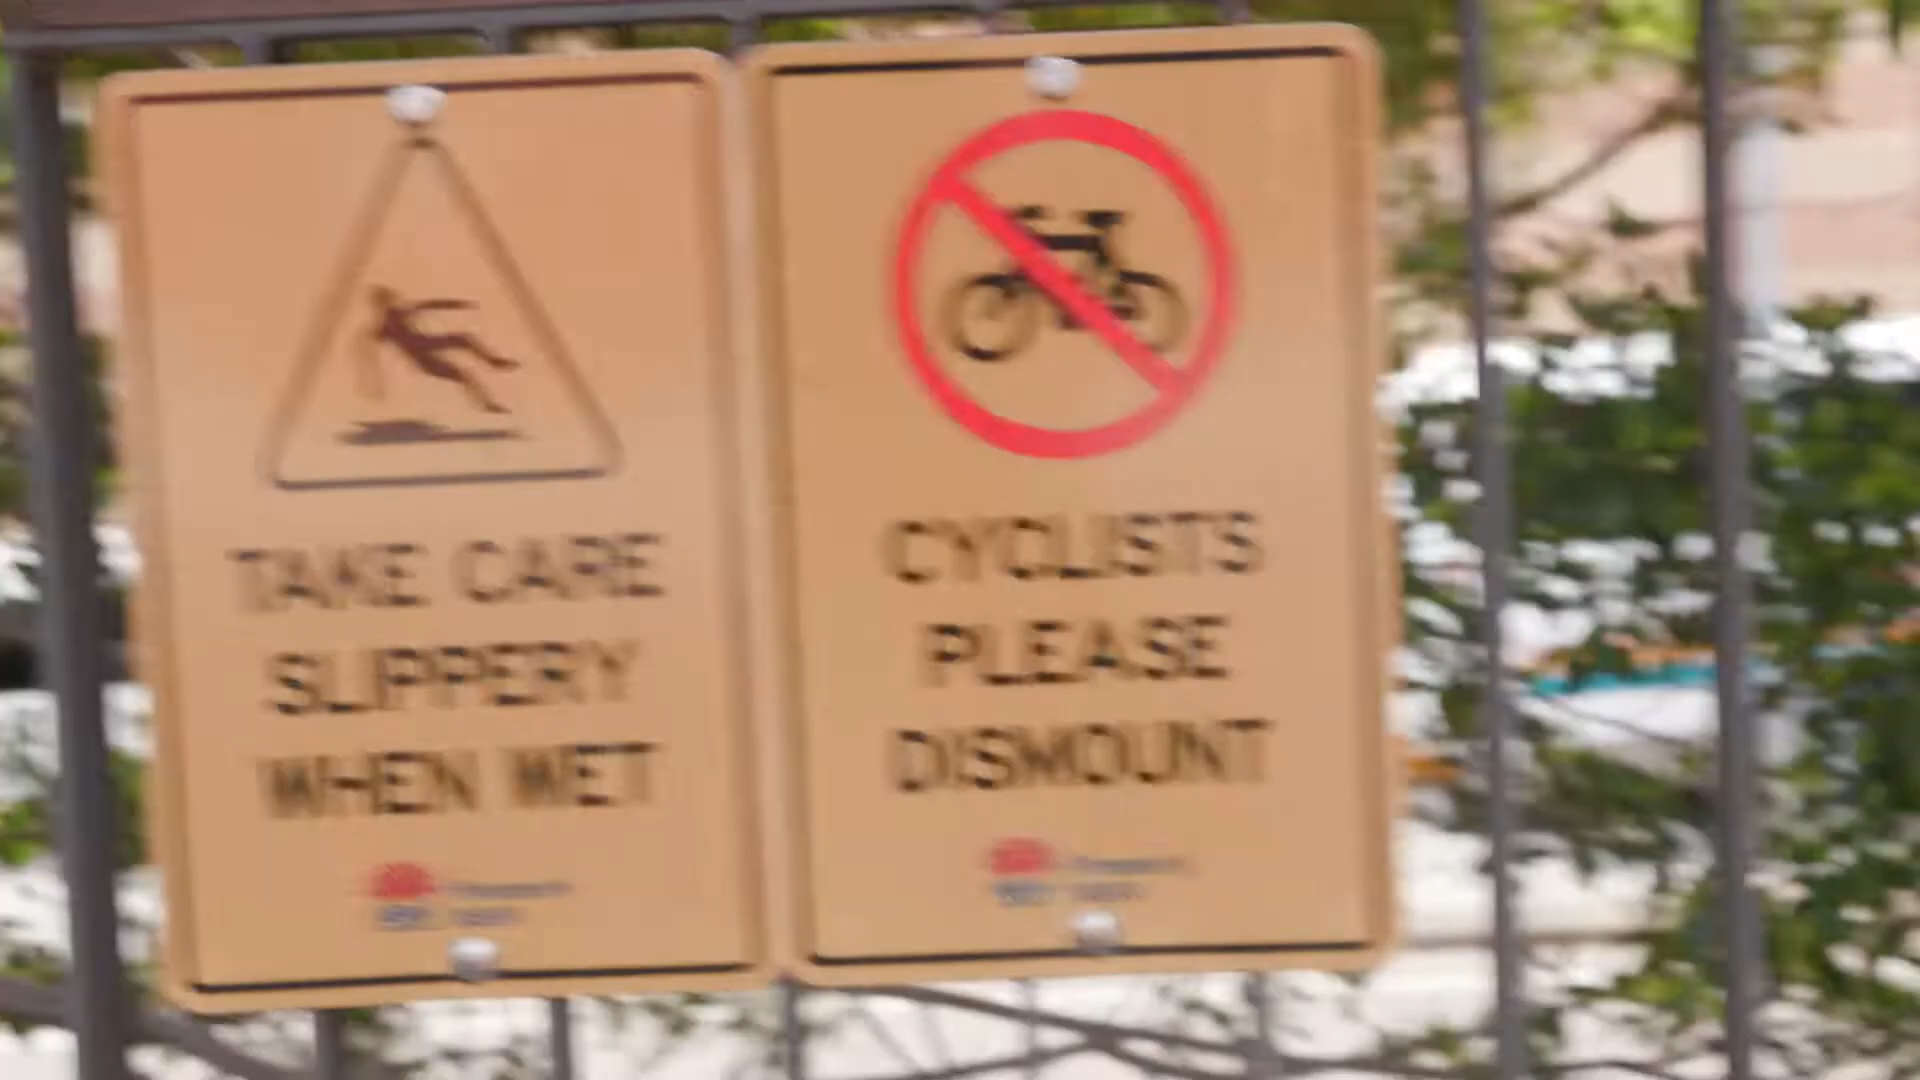 TAKE CARE
SLIPPERY
WHEN WET
CYCLISTS
PLEASE
DISMOUNT